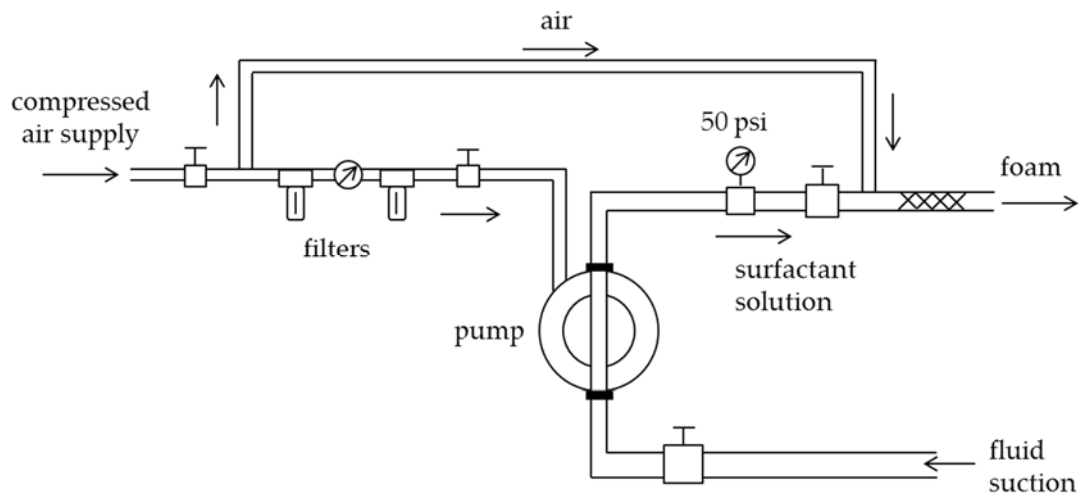 air
compressed
air supply
50 psi
foam
filters
surfactant
solution
pump
fluid
suction